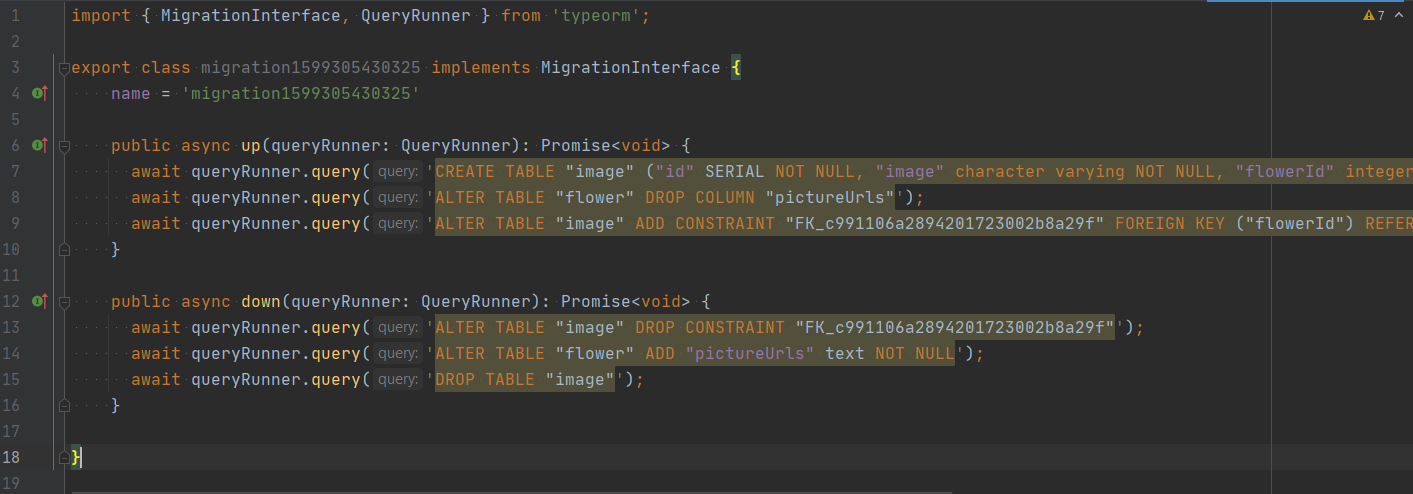 1 import { MigrationInterface, QueryRunner } from 'typeorm'; 7
2
3 export class migration1599305430325 implements MigrationInterface {
4 name = 'migration1599305430325'
5
6 public async up(queryRunner: QueryRunner): Promise<void> {
7 await queryRunner.query( query: 'CREATE TABLE "image" ("id" SERIAL NOT NULL, "image" character varying NOT NULL, "flowerId" integer
8 await queryRunner.query( query: 'ALTER TABLE "flower" DROP COLUMN "pictureUrls"');
9 await queryRunner.query( query: 'ALTER TABLE "image" ADD CONSTRAINT "FK_c991106a2894201723002b8a29f" FOREIGN KEY ("flowerId") REFER
10 }
11
12 public async down(queryRunner: QueryRunner): Promise<void> {
13 await queryRunner.query( query: 'ALTER TABLE "image" DROP CONSTRAINT "FK_c991106a2894201723002b8a29f"');
14 await queryRunner.query( query: 'ALTER TABLE "flower" ADD "pictureUrls" text NOT NULL');
15 await queryRunner.query( query: 'DROP TABLE "image"');
16 }
17
18 }
19